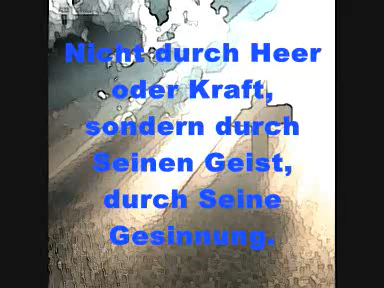 Nicht durch Heer
oder Kraft,
sondern durch
Seinen Geist,
durch Seine
Gesinnung.